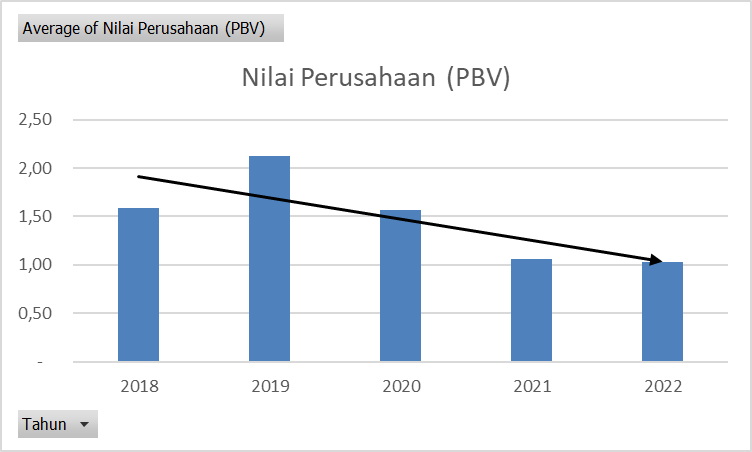 Average of Nilai Perusahaan (PBV)
Nilai Perusahaan (PBV)
2,50
2,00
1,50
1,00
0,50
-
2018 2019 2020 2021 2022
Tahun